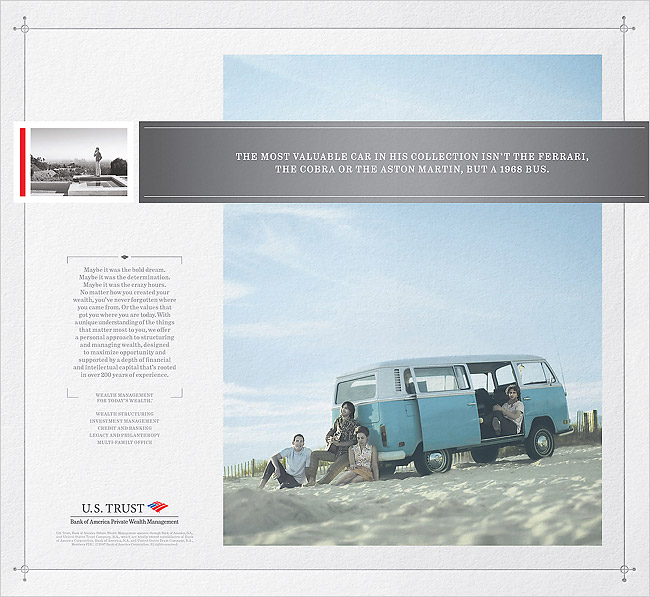 THE MOST VALUABLE CAR IN HIS COLLECTION ISN'T THE FERRARI,
THE COBRA OR THE ASTON MARTIN, BUT A 1968 BUS.
Maybe it was the bold dream.
Maybe it was the determination.
Maybe it was the crazy hours.
No matter how you created your
wealth, you've never forgotten where
you came from. Or the values that
got you where you are today. With
a unique understanding of the things
that matter most to you, we offer
a personal approach to structuring
and managing wealth, designed
to maximize opportunity and
supported by a depth of financial
and intellectual capital that's rooted
in over 200 years of experience.
WEALTH MANAGEMENT
FOR TODAY'S WEALTH.
WEALTH STRUCTURING
INVESTMENT MANAGEMENT
CREDIT AND BANKING
LEGACY AND PHILANTHROPY
MULTI-FAMILY OFFICE
U.S. TRUST
Bank of America Private Wealth Management